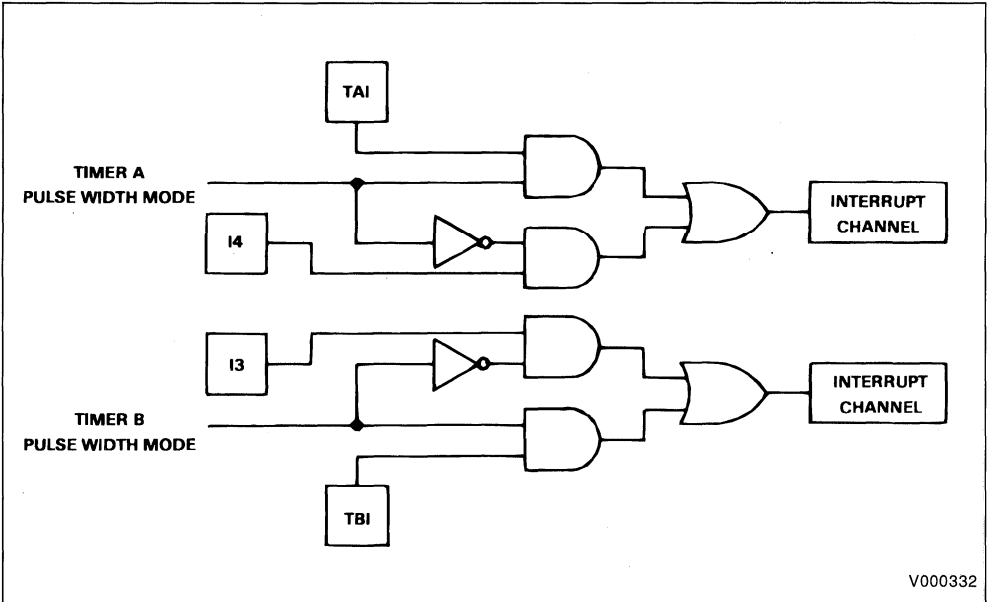 TAI
TIMER A
PULSE WIDTH MODE
I4
INTERRUPT
CHANNEL
I3
TIMER B
PULSE WIDTH MODE
INTERRUPT
CHANNEL
TBI
V000332